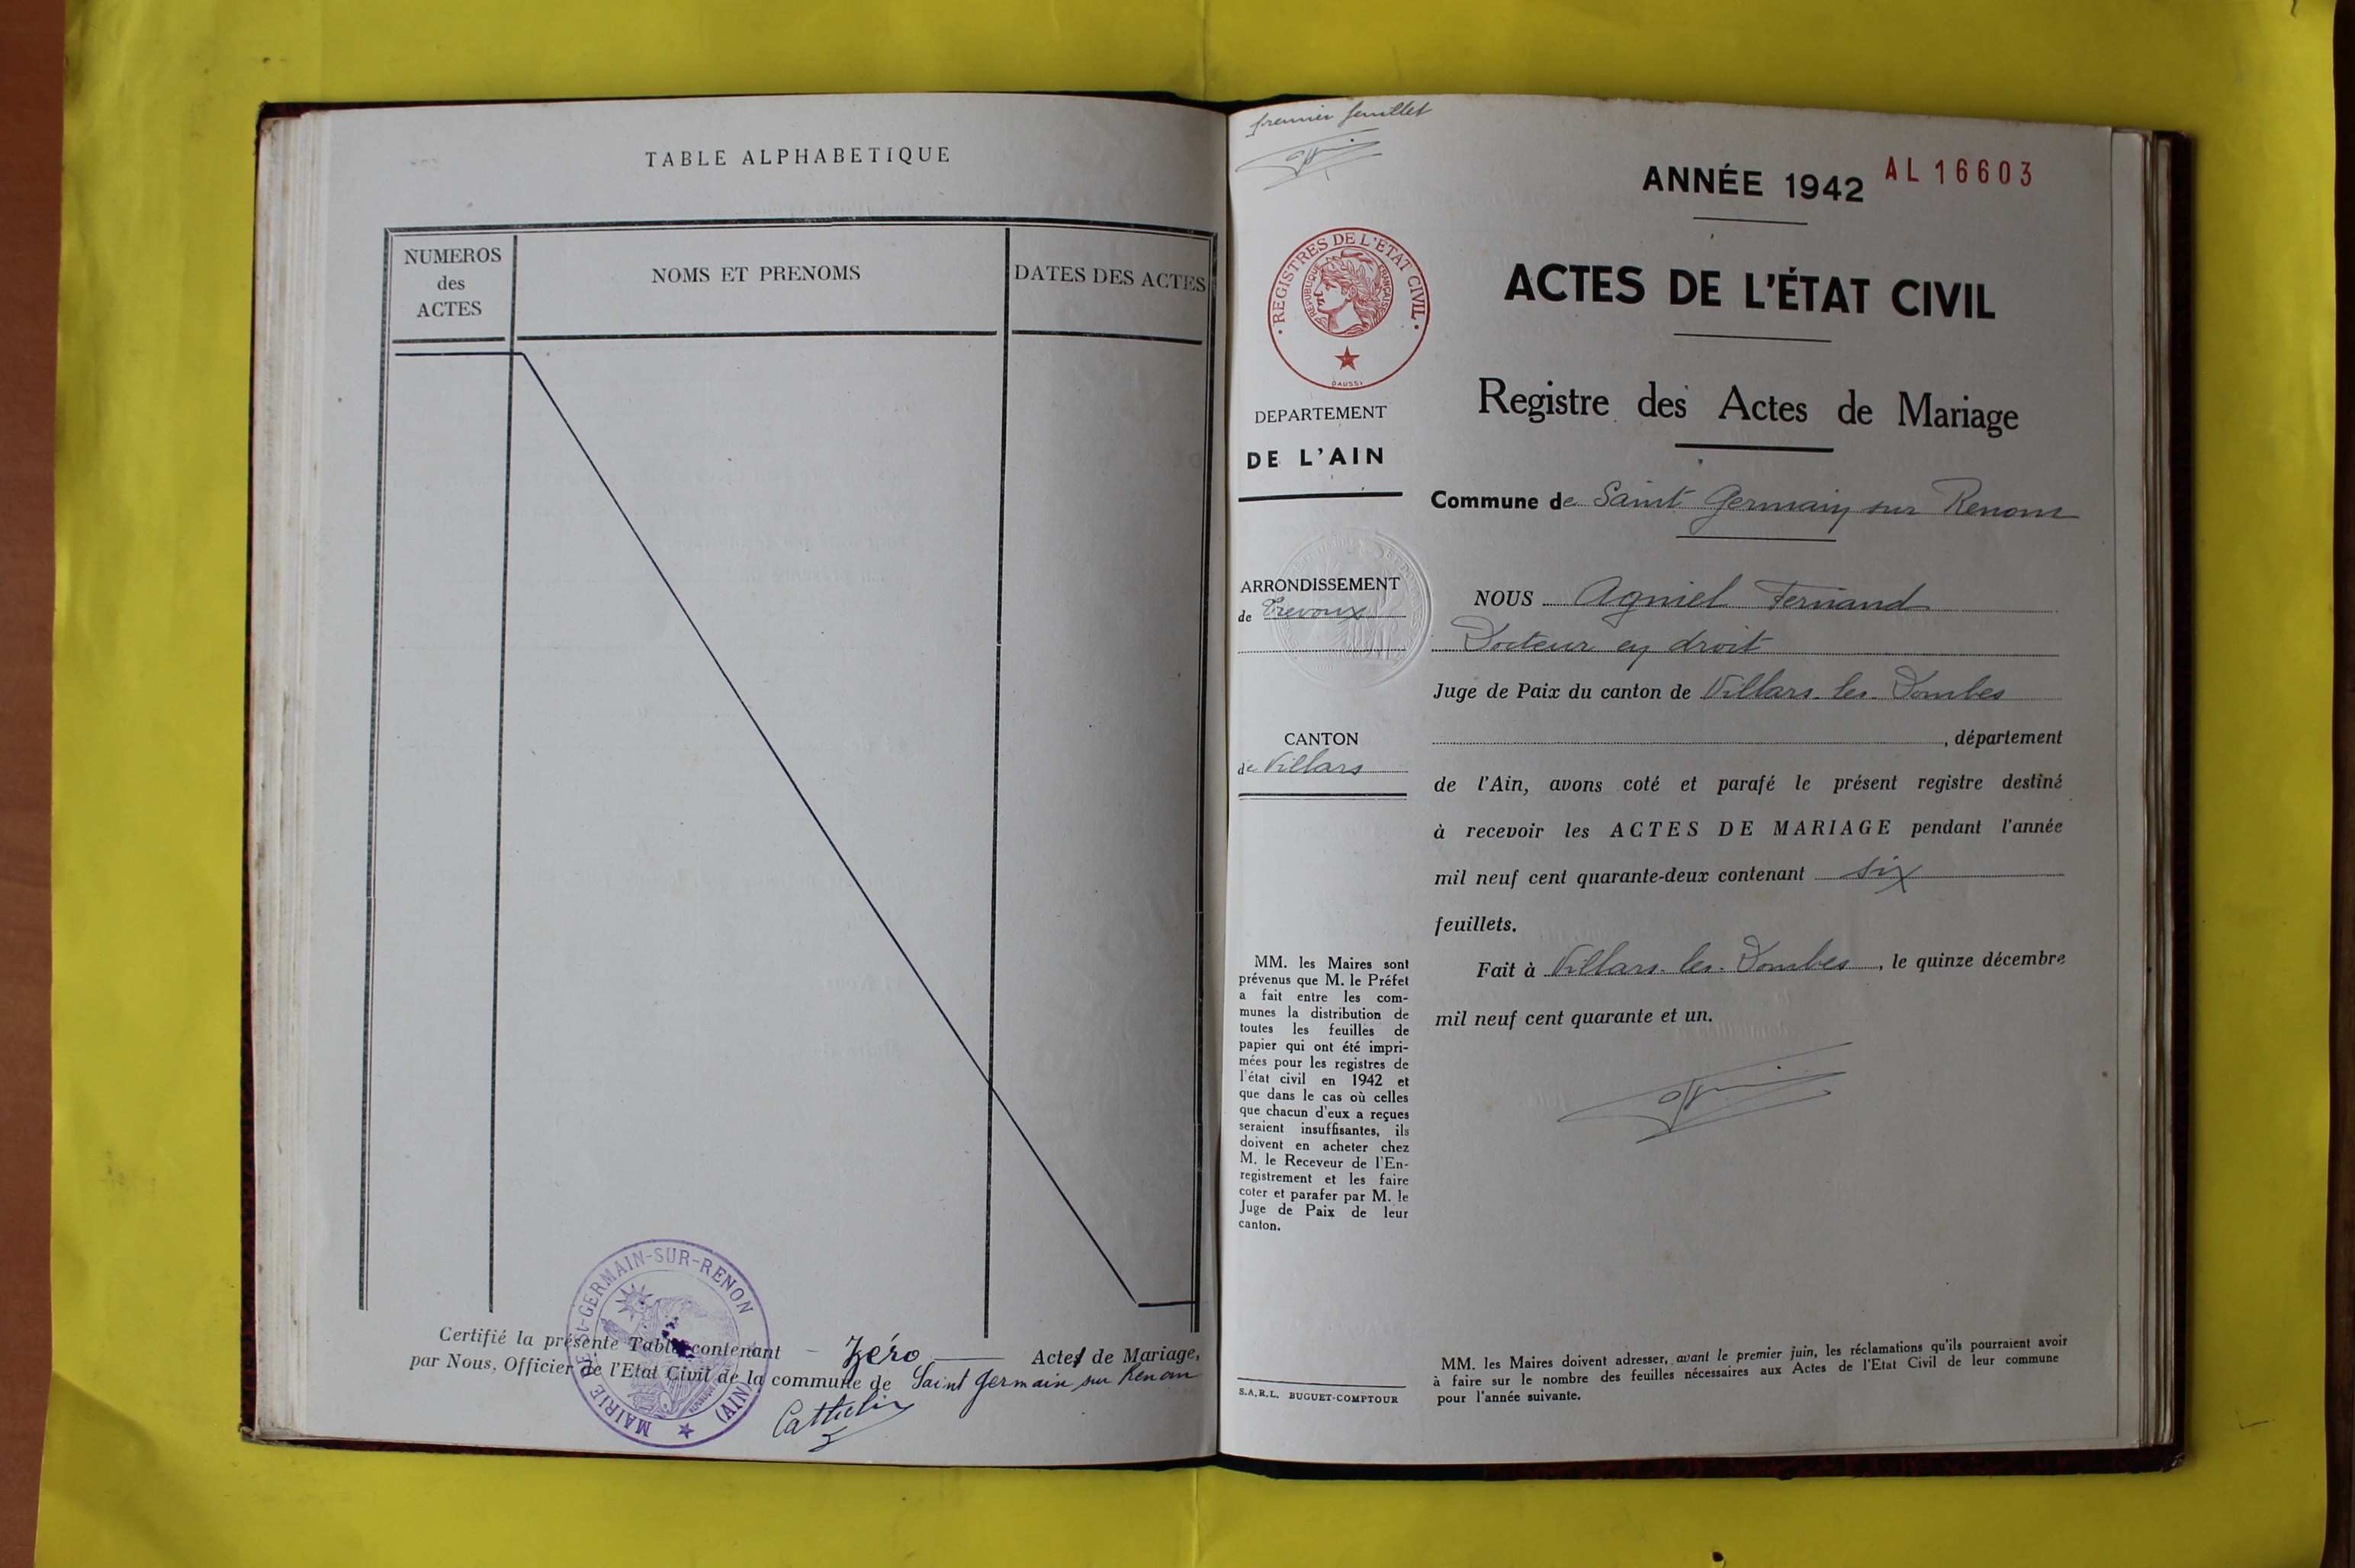 TABLE ALPHABETIQUE
NUMEROS
des
ACTES
NOMS ET PRENOMS
DATES DES ACTES
Certifié la présente Table contenant – Zéro — Actes de Mariage,
par Nous, Officier de l'Etat Civil de la commune de Saint Germain sur Renon
MAIRIE DE St-GERMAIN-SUR-RENON
(AIN)
premier feuillet
ANNÉE 1942
AL 16603
ACTES DE L'ÉTAT CIVIL
Registre des Actes de Mariage
REGISTRES DE L'ETAT CIVIL
REPUBLIQUE FRANÇAISE
DAUSSI
DEPARTEMENT
DE L'AIN
Commune de Saint Germain sur Renon
ARRONDISSEMENT
de Trevoux
CANTON
de Villars
NOUS Agniel Fernand
Docteur en droit
Juge de Paix du canton de Villars les Dombes
, département
de l'Ain, avons coté et parafé le présent registre destiné
à recevoir les ACTES DE MARIAGE pendant l'année
mil neuf cent quarante-deux contenant six
feuillets.
Fait à Villars-les-Dombes, le quinze décembre
mil neuf cent quarante et un.
MM. les Maires sont
prévenus que M. le Préfet
a fait entre les com-
munes la distribution de
toutes les feuilles de
papier qui ont été impri-
mées pour les registres de
l'état civil en 1942 et
que dans le cas où celles
que chacun d'eux a reçues
seraient insuffisantes, ils
doivent en acheter chez
M. le Receveur de l'En-
registrement et les faire
coter et parafer par M. le
Juge de Paix de leur
canton.
S.A.R.L. BUGUET-COMPTOUR
MM. les Maires doivent adresser, avant le premier juin, les réclamations qu'ils pourraient avoir
à faire sur le nombre des feuilles nécessaires aux Actes de l'Etat Civil de leur commune
pour l'année suivante.